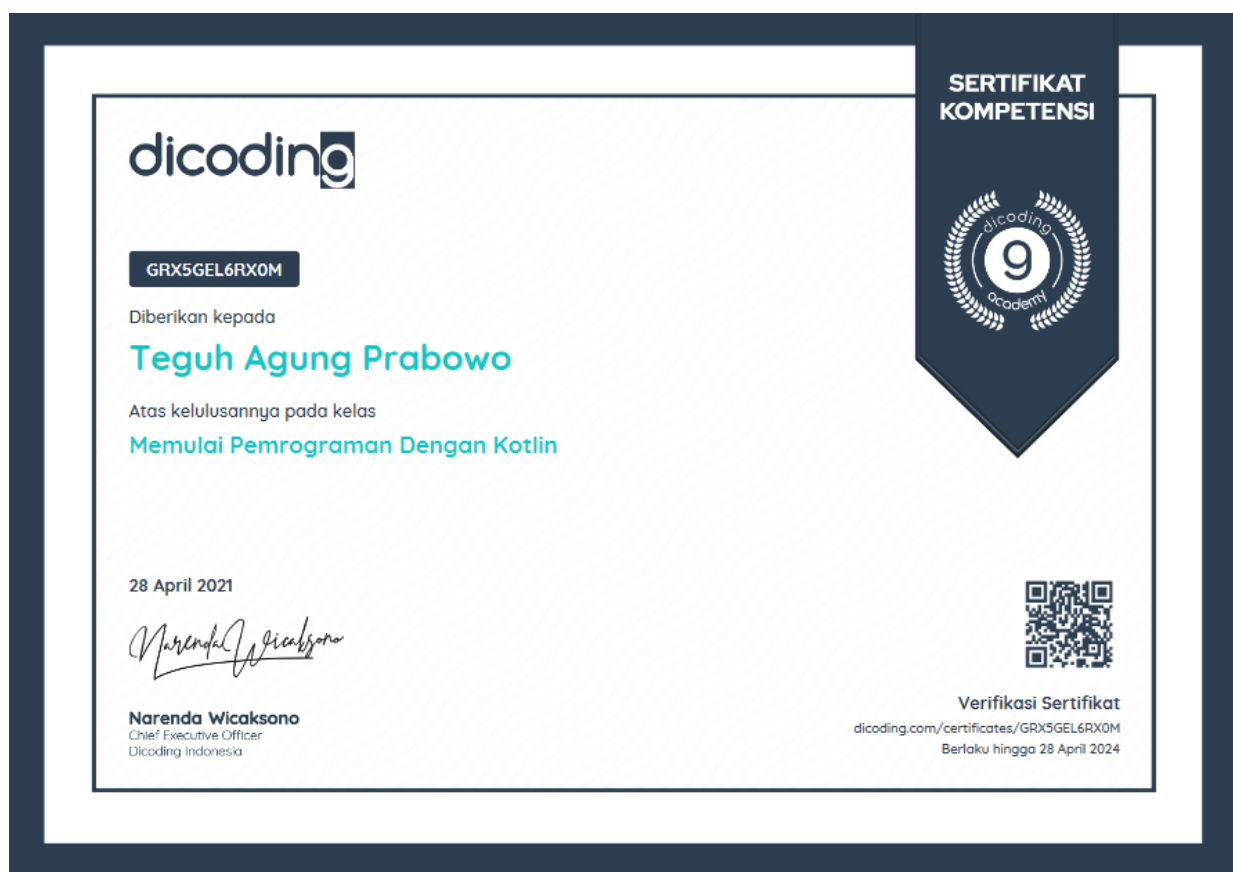 SERTIFIKAT
KOMPETENSI
dicoding
dicoding
9
academy
GRX5GEL6RX0M
Diberikan kepada
Teguh Agung Prabowo
Atas kelulusannya pada kelas
Memulai Pemrograman Dengan Kotlin
28 April 2021
Narenda Wicaksono
Narenda Wicaksono
Chief Executive Officer
Dicoding Indonesia
Verifikasi Sertifikat
dicoding.com/certificates/GRX5GEL6RX0M
Berlaku hingga 28 April 2024